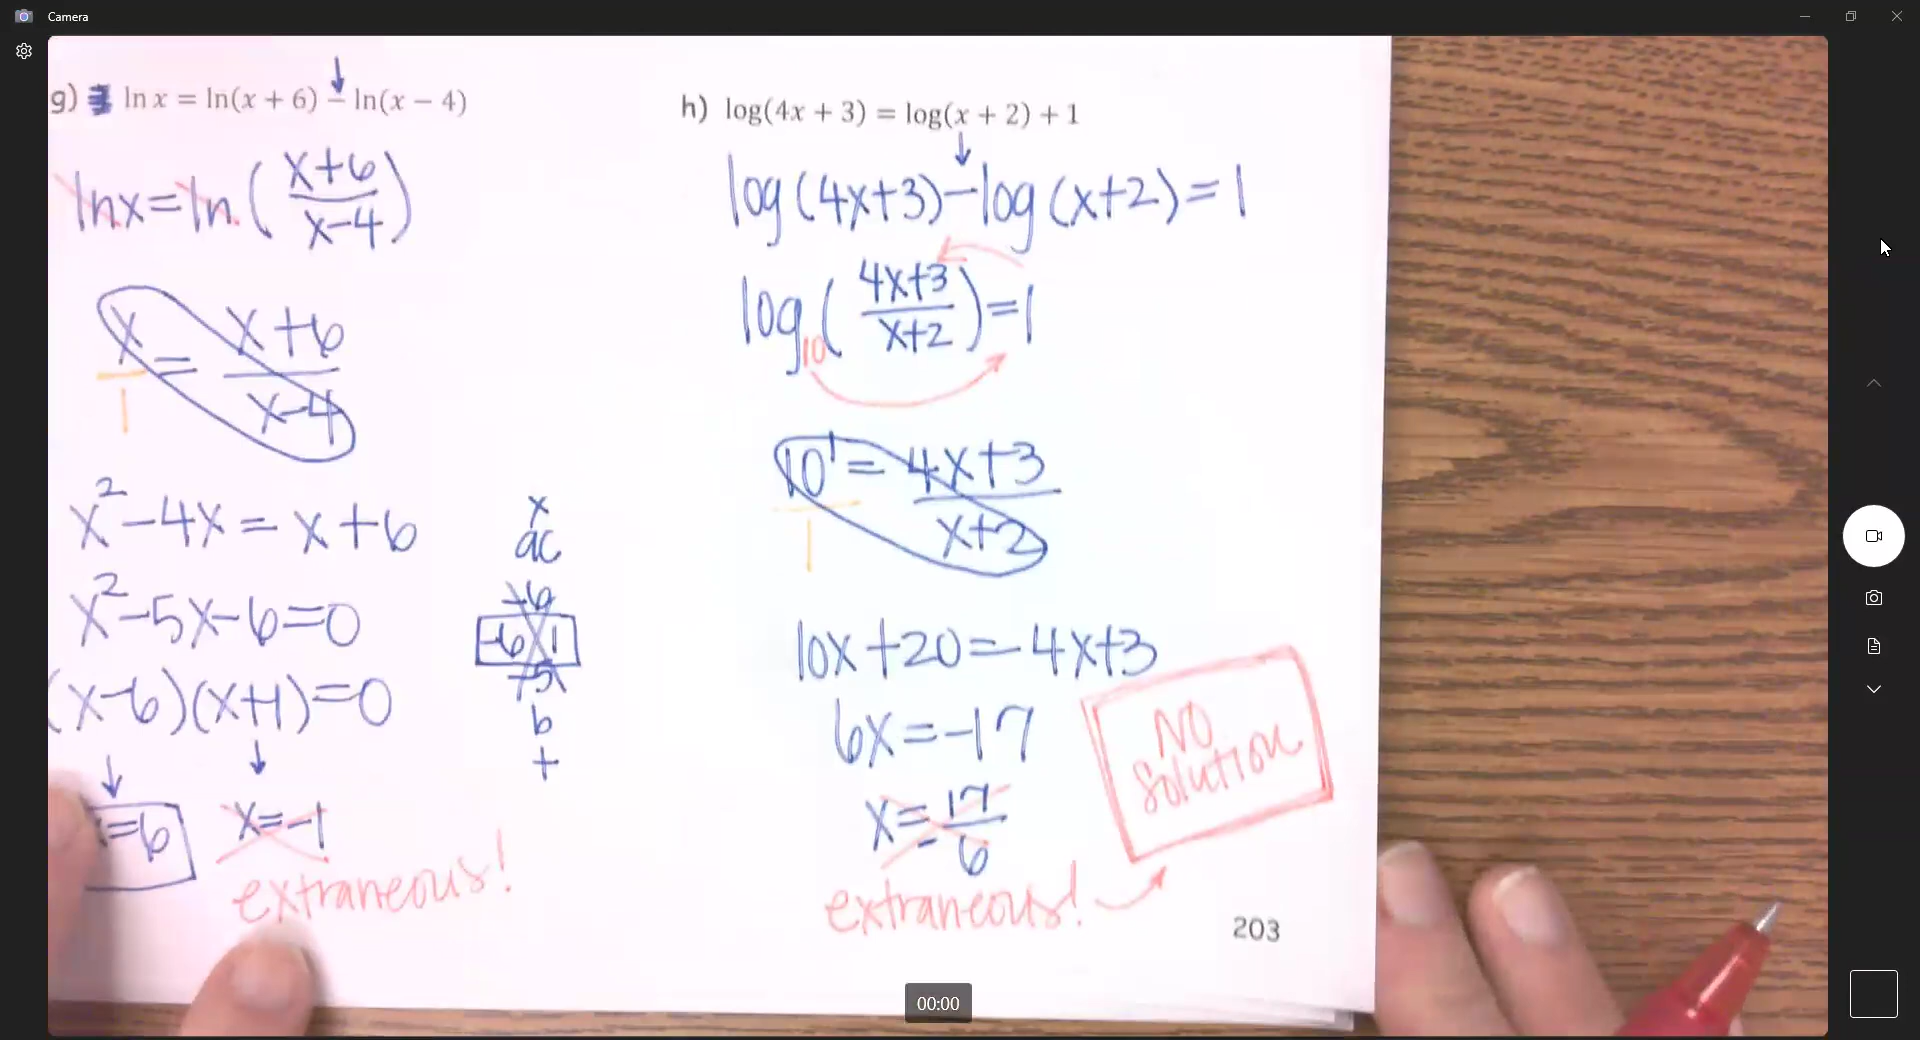 Camera
g) ln x = ln(x + 6) − ln(x − 4)
lnx = ln (x+6 / x-4)
x/1 = x+6 / x-4
x² - 4x = x + 6
x² - 5x - 6 = 0
(x-6)(x+1) = 0
=6
x = -1
extraneous!
x
ac
-6
-6 1
-5
b
+
h) log(4x + 3) = log(x + 2) + 1
log(4x+3) - log(x+2) = 1
log₁₀ (4x+3 / x+2) = 1
10¹/1 = 4x+3 / x+2
10x + 20 = 4x + 3
6x = -17
x = 17/6
extraneous!
NO
Solution
203
00:00